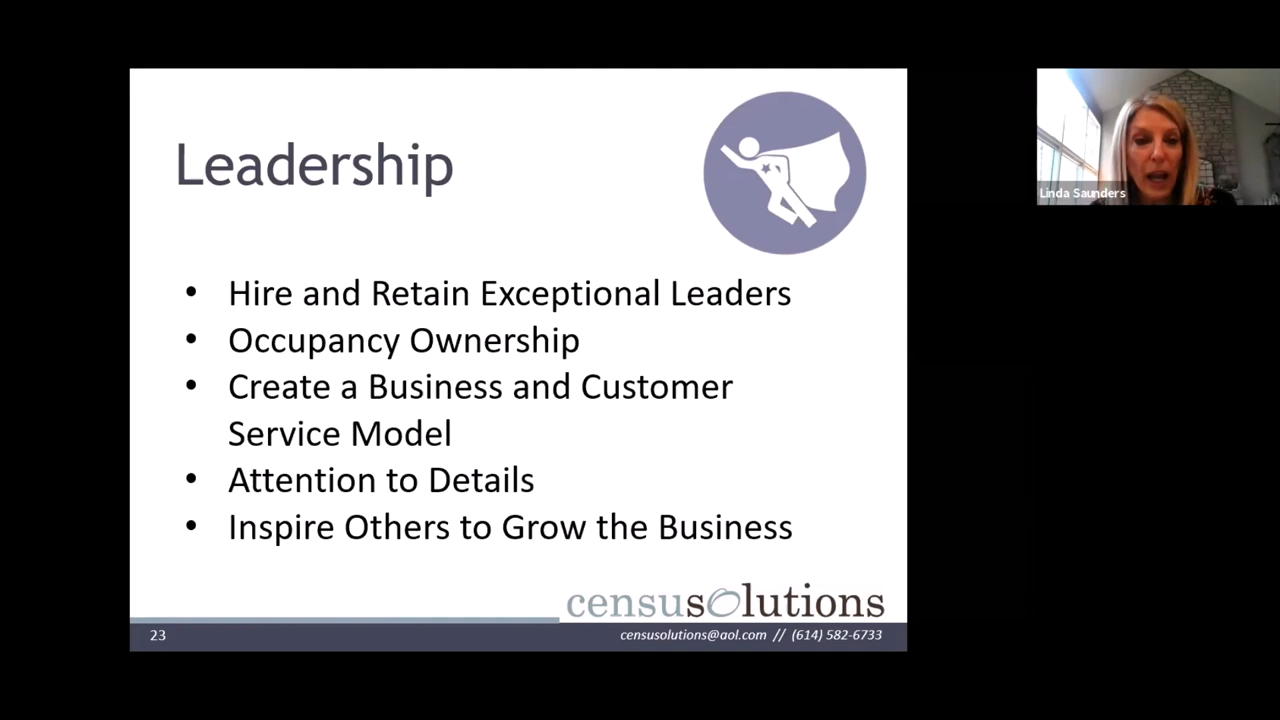 Leadership
Linda Saunders
• Hire and Retain Exceptional Leaders
• Occupancy Ownership
• Create a Business and Customer
Service Model
• Attention to Details
• Inspire Others to Grow the Business
censusolutions
23
censusolutions@aol.com // (614) 582-6733